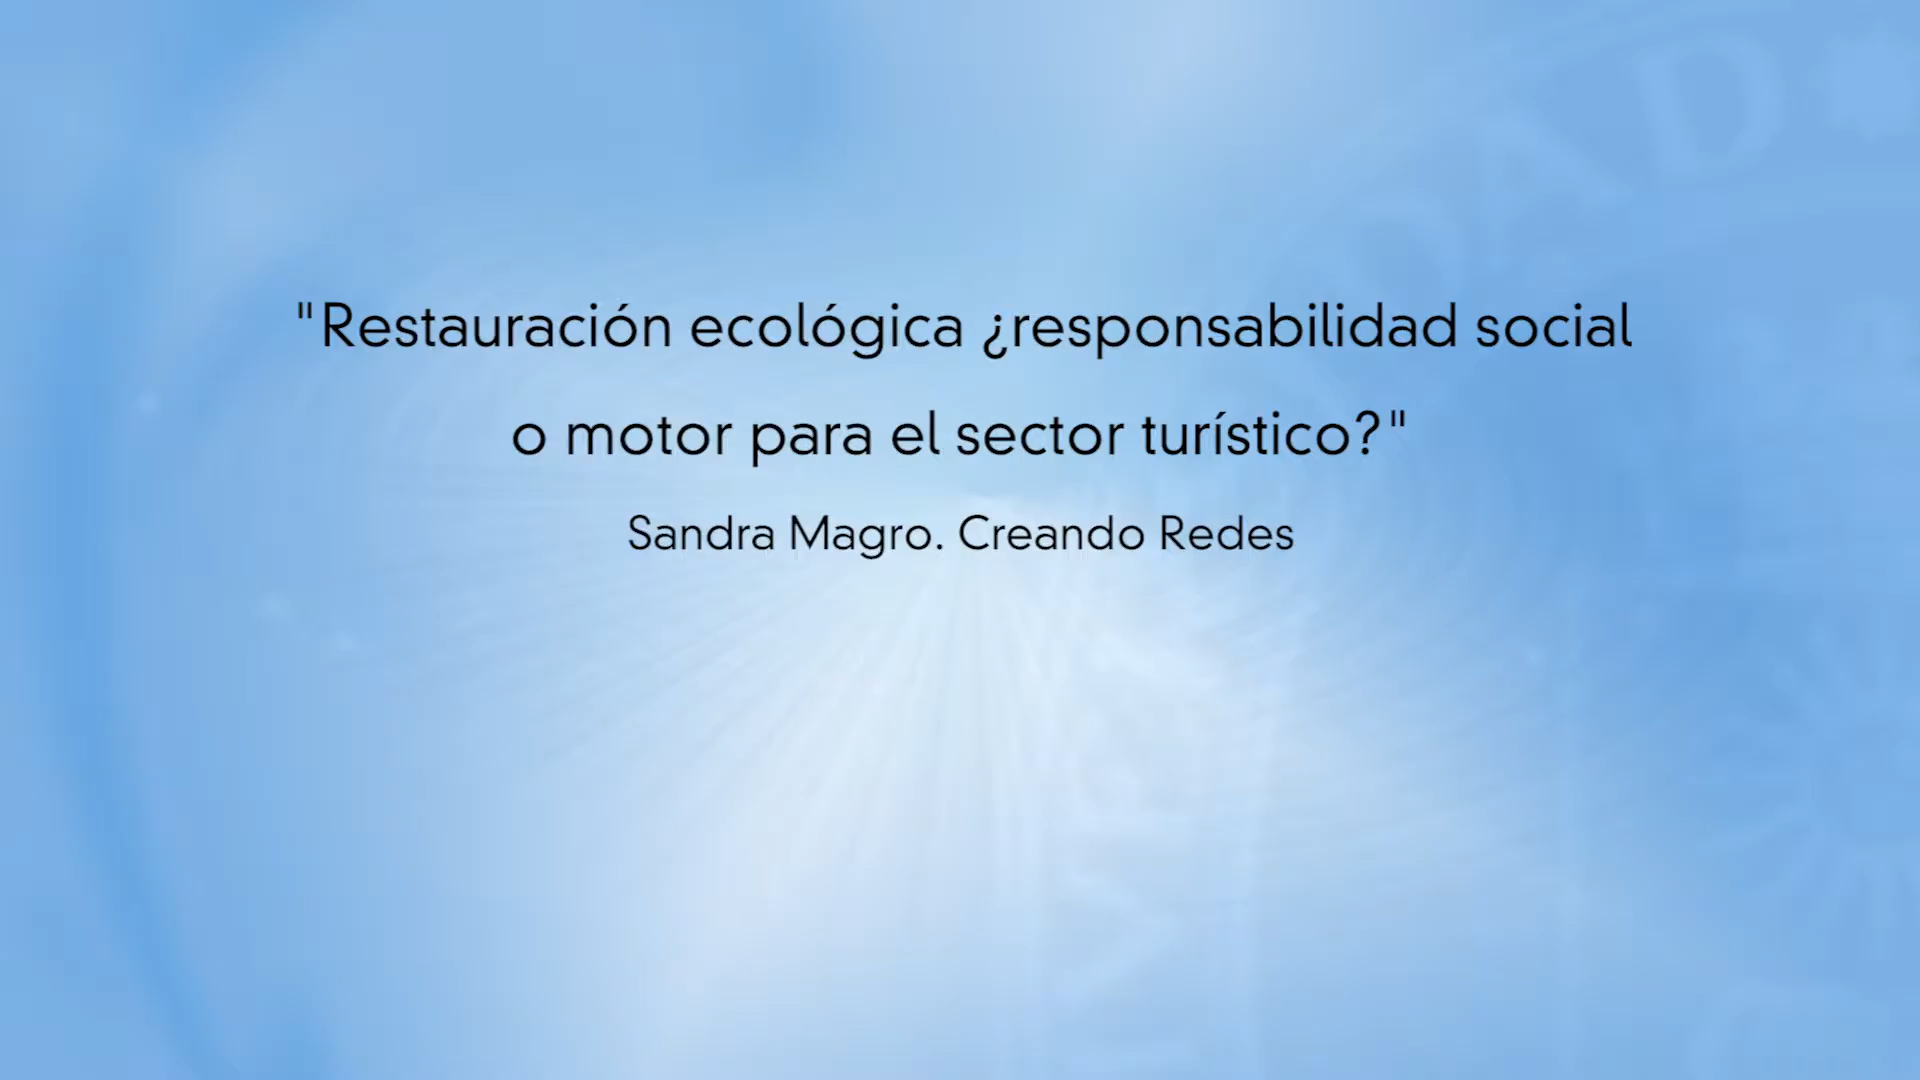 "Restauración ecológica ¿responsabilidad social
o motor para el sector turístico?"
Sandra Magro. Creando Redes